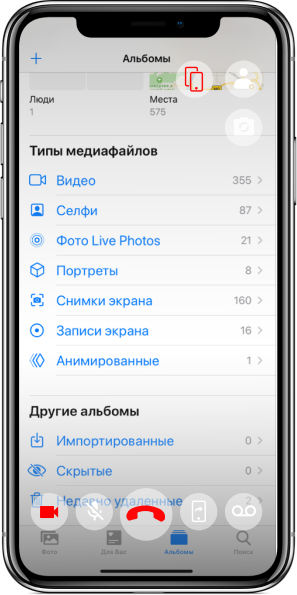 Альбомы
Люди
1
Места
575
Типы медиафайлов
Видео 355
Селфи 87
Фото Live Photos 21
Портреты 8
Снимки экрана 160
Записи экрана 16
Анимированные 1
Другие альбомы
Импортированные 0
Скрытые 0
Недавно удаленные 2
Фото
Для Вас
Альбомы
Поиск